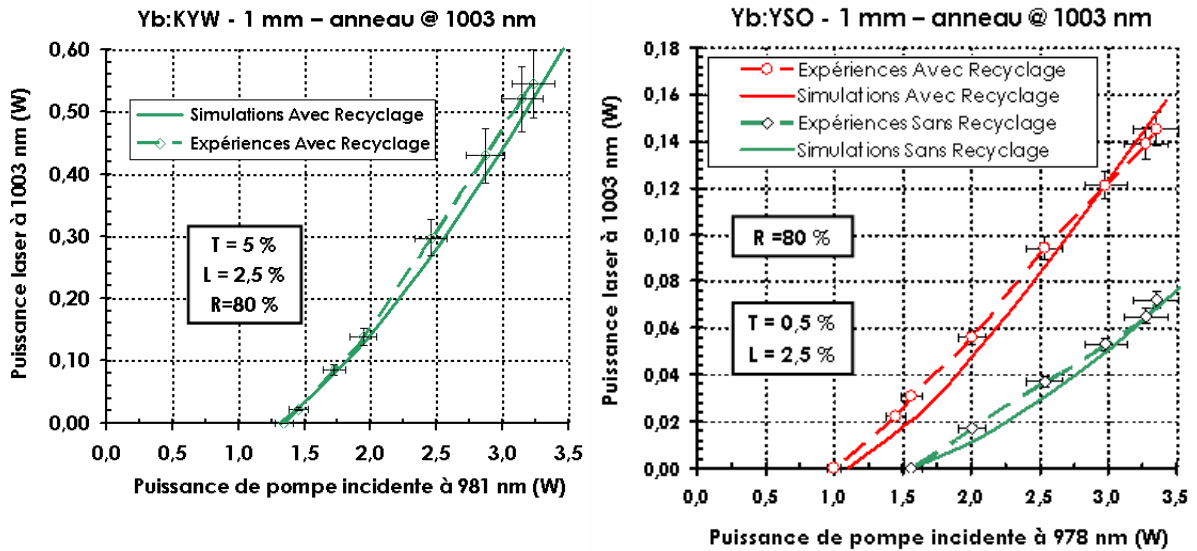 Yb:KYW - 1 mm – anneau @ 1003 nm
Puissance laser à 1003 nm (W)
0,60
0,50
0,40
0,30
0,20
0,10
0,00
Simulations Avec Recyclage
Expériences Avec Recyclage
T = 5 %
L = 2,5 %
R=80 %
0,0 0,5 1,0 1,5 2,0 2,5 3,0 3,5
Puissance de pompe incidente à 981 nm (W)
Yb:YSO - 1 mm – anneau @ 1003 nm
Puissance laser à 1003 nm (W)
0,18
0,16
0,14
0,12
0,10
0,08
0,06
0,04
0,02
0,00
Expériences Avec Recyclage
Simulations Avec Recyclage
Expériences Sans Recyclage
Simulations Sans Recyclage
R =80 %
T = 0,5 %
L = 2,5 %
0,0 0,5 1,0 1,5 2,0 2,5 3,0 3,5
Puissance de pompe incidente à 978 nm (W)